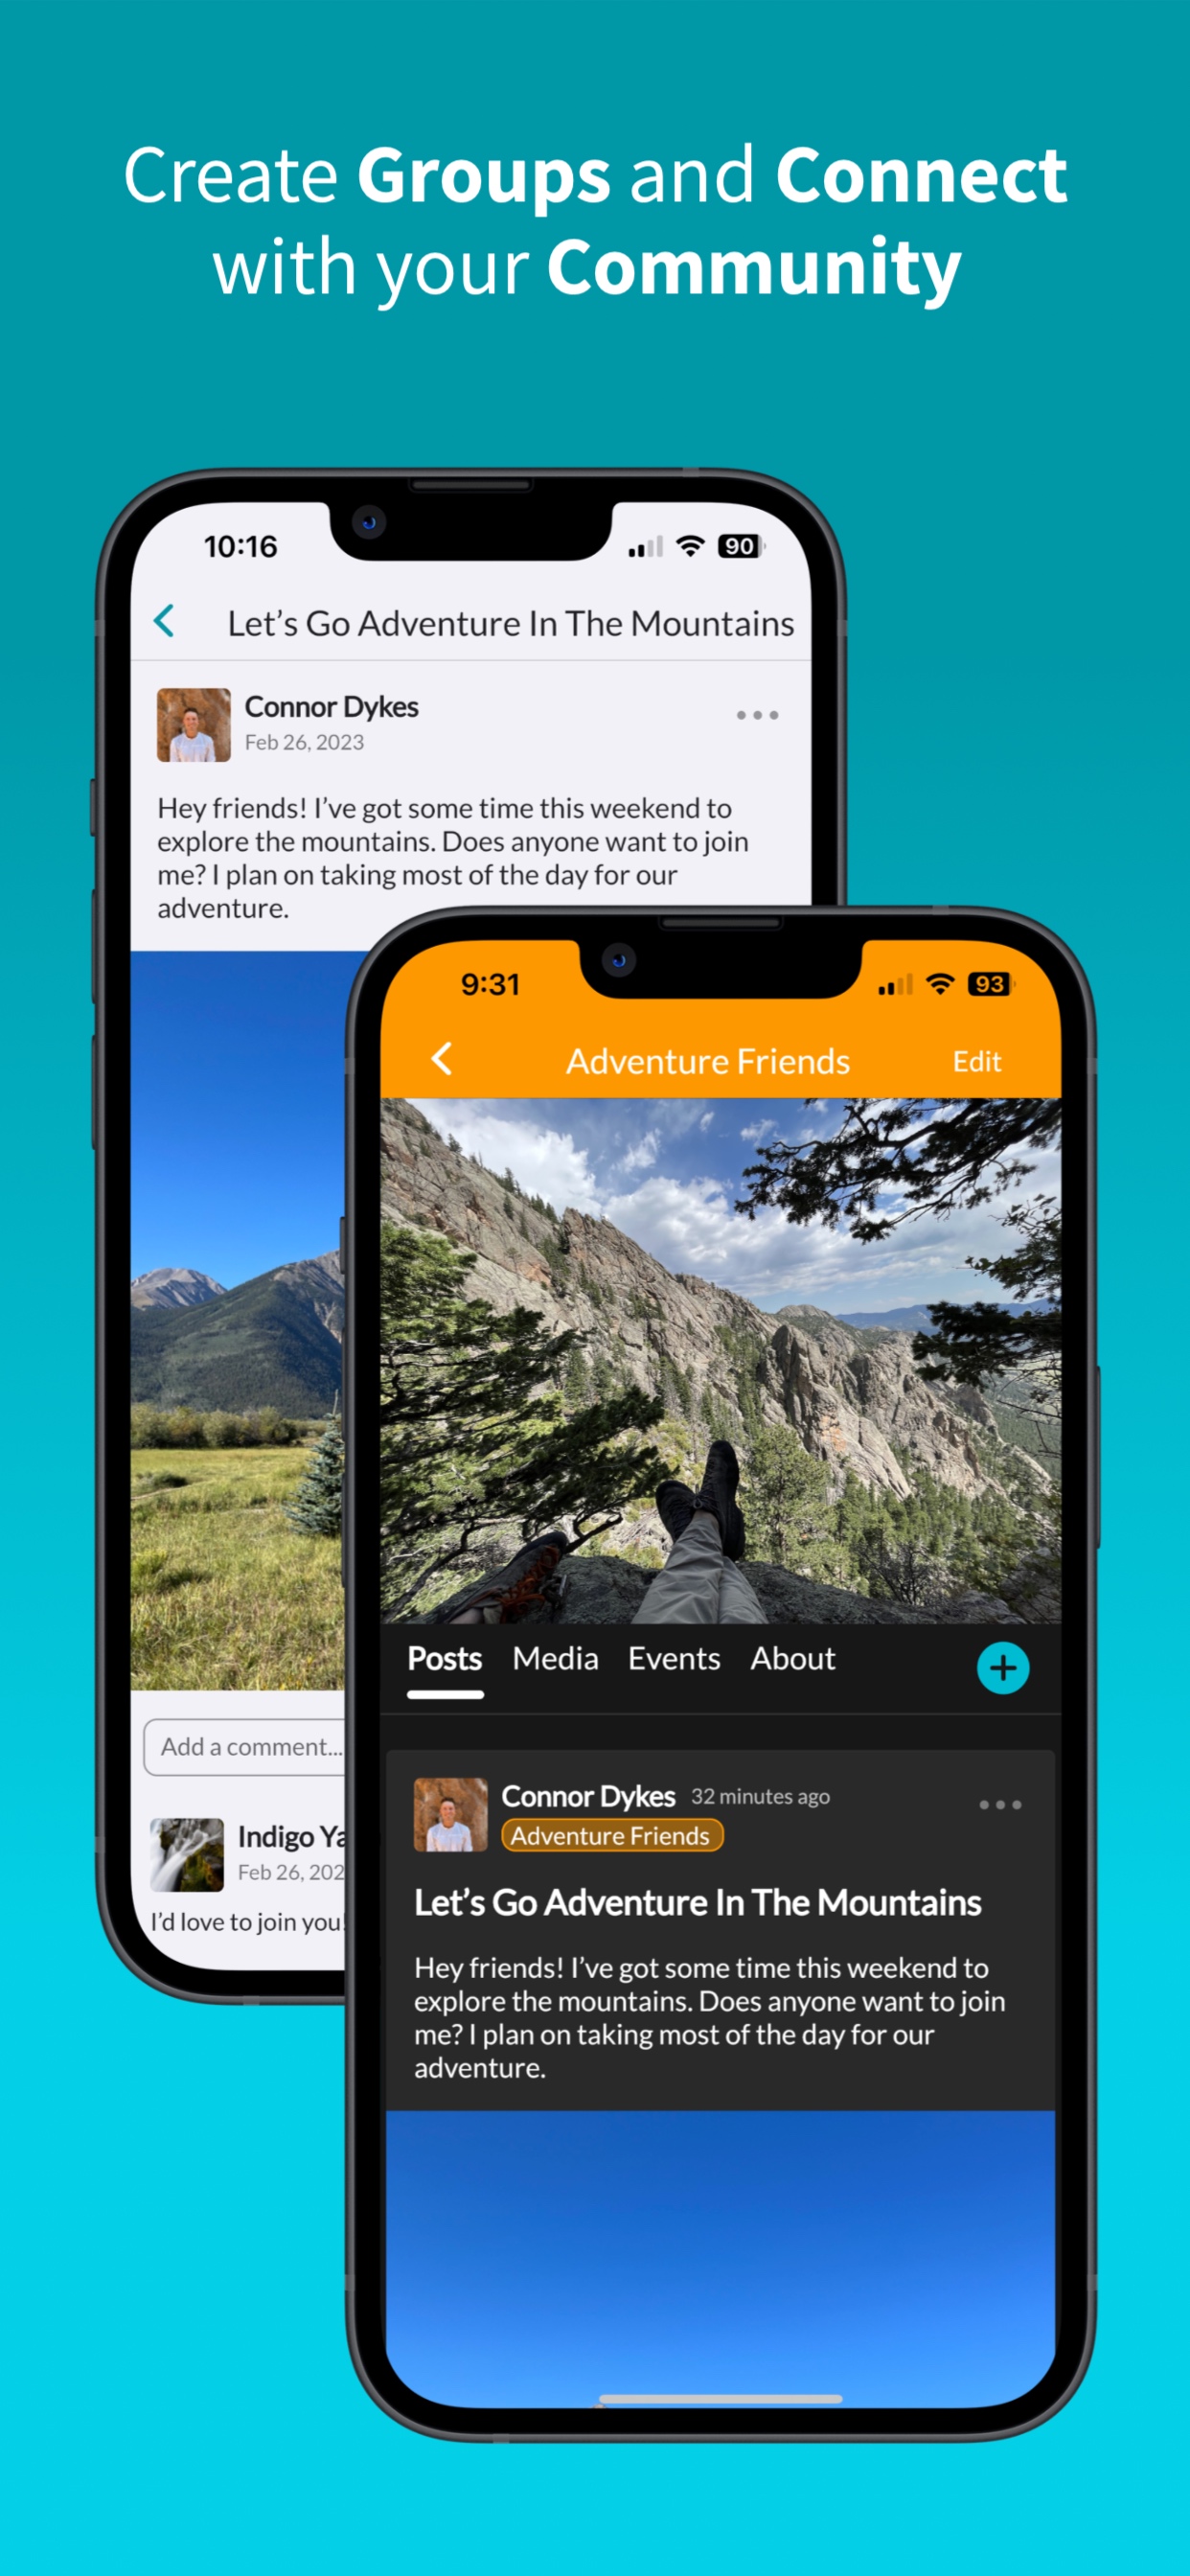 Create Groups and Connect
with your Community
10:16
90
Let’s Go Adventure In The Mountains
Connor Dykes
Feb 26, 2023
Hey friends! I’ve got some time this weekend to
explore the mountains. Does anyone want to join
me? I plan on taking most of the day for our
adventure.
Add a comment...
Indigo
Feb 26,
I’d love to join you!
9:31
93
Adventure Friends
Edit
Posts Media Events About
Connor Dykes 32 minutes ago
Adventure Friends
Let’s Go Adventure In The Mountains
Hey friends! I’ve got some time this weekend to
explore the mountains. Does anyone want to join
me? I plan on taking most of the day for our
adventure.